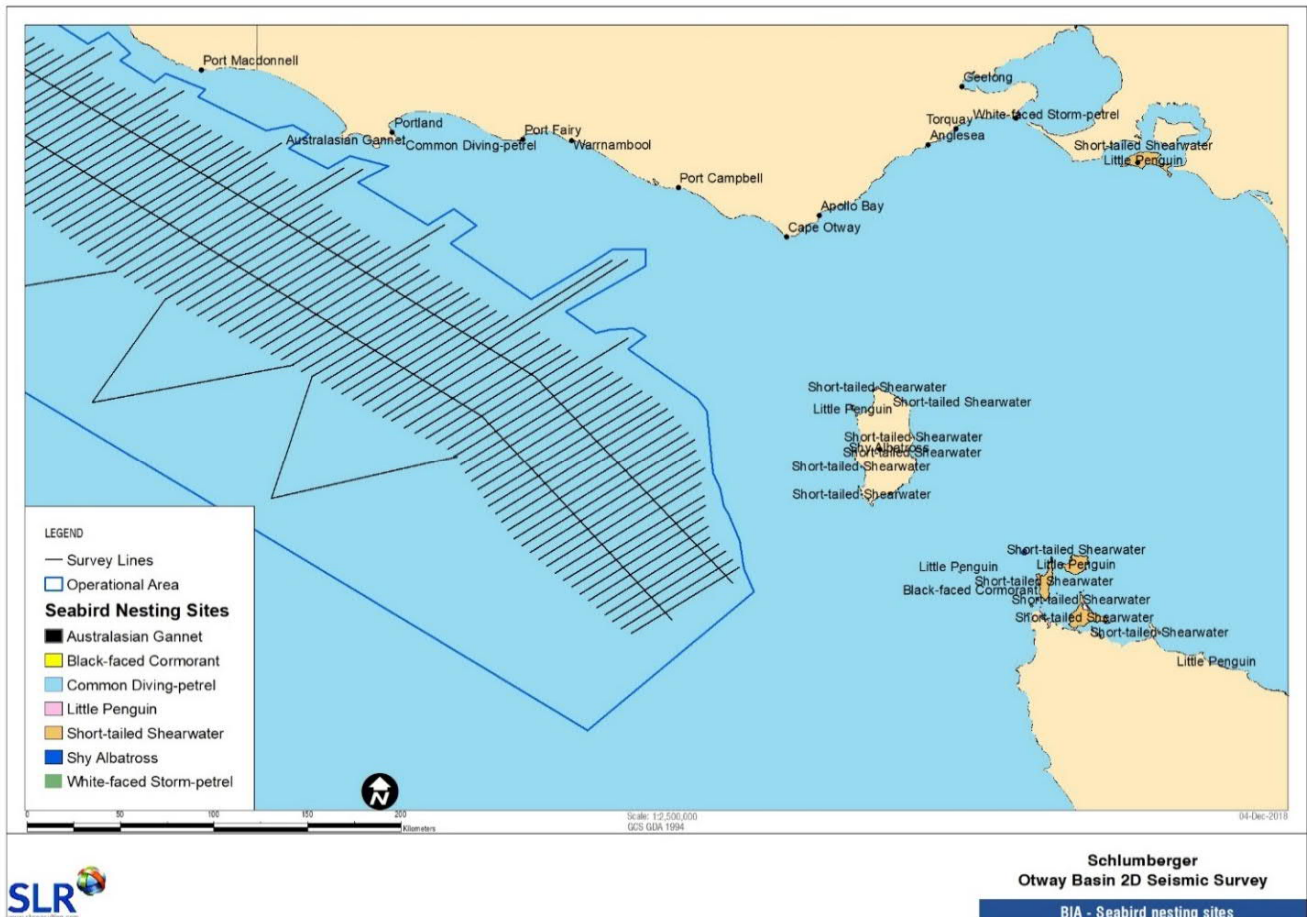 Port Macdonnell
Geelong
Portland
Port Fairy
Torquay
White-faced Storm-petrel
Australasian Gannet
Common Diving-petrel
Warrnambool
Anglesea
Short-tailed Shearwater
Little Penguin
Port Campbell
Apollo Bay
Cape Otway
Short-tailed Shearwater
Short-tailed Shearwater
Little Penguin
Short-tailed Shearwater
Shy Albatross
Short-tailed Shearwater
Short-tailed Shearwater
Short-tailed Shearwater
Short-tailed Shearwater
Little Penguin
Little Penguin
Short-tailed Shearwater
Black-faced Cormorant
Short-tailed Shearwater
Short-tailed Shearwater
Short-tailed Shearwater
Little Penguin
LEGEND
Survey Lines
Operational Area
Seabird Nesting Sites
Australasian Gannet
Black-faced Cormorant
Common Diving-petrel
Little Penguin
Short-tailed Shearwater
Shy Albatross
White-faced Storm-petrel
N
0 50 100 150 200
Kilometers
Scale: 1:2,500,000
GCS GDA 1994
04-Dec-2018
SLR
Schlumberger
Otway Basin 2D Seismic Survey
BIA - Seabird nesting sites